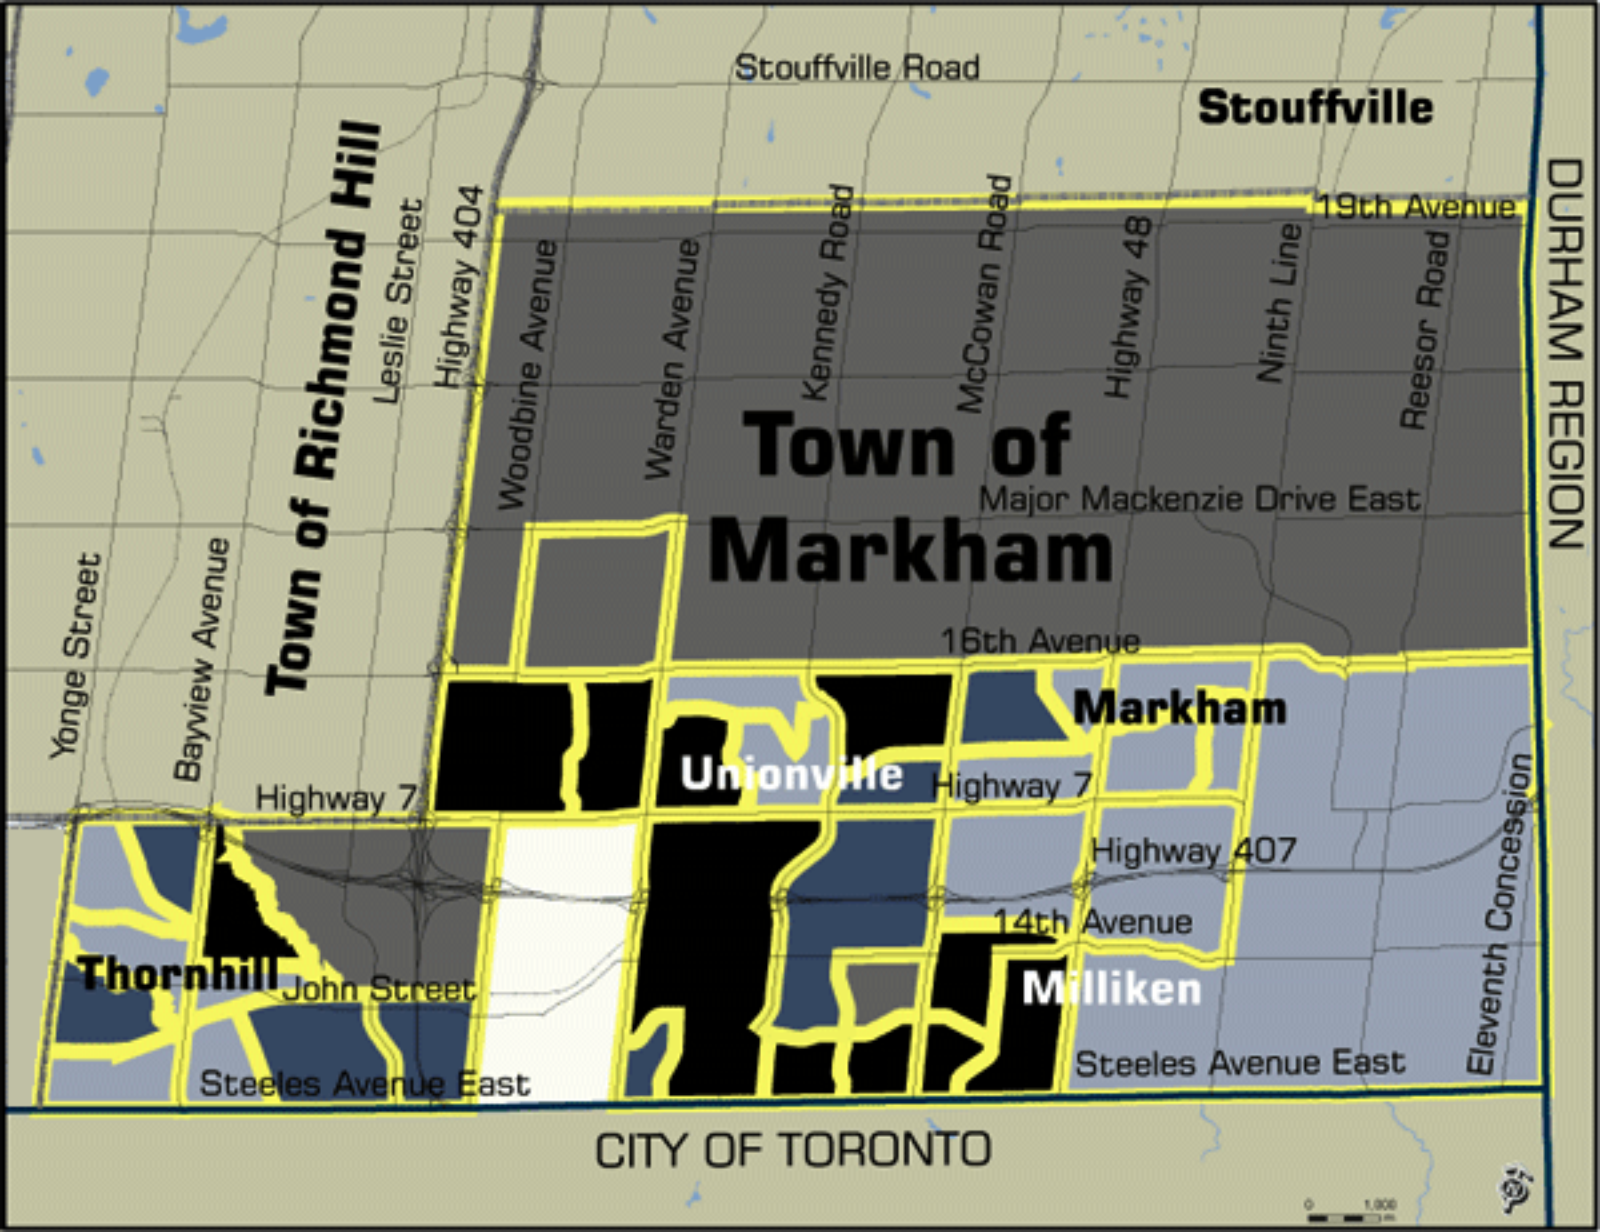 Stouffville Road
Stouffville
19th Avenue
DURHAM REGION
Town of Richmond Hill
Leslie Street
Highway 404
Woodbine Avenue
Warden Avenue
Kennedy Road
McCowan Road
Highway 48
Ninth Line
Reesor Road
Town of
Markham
Major Mackenzie Drive East
Yonge Street
Bayview Avenue
16th Avenue
Markham
Unionville
Highway 7
Highway 7
Highway 407
Eleventh Concession
14th Avenue
Thornhill
John Street
Milliken
Steeles Avenue East
Steeles Avenue East
CITY OF TORONTO
0 1,000
m